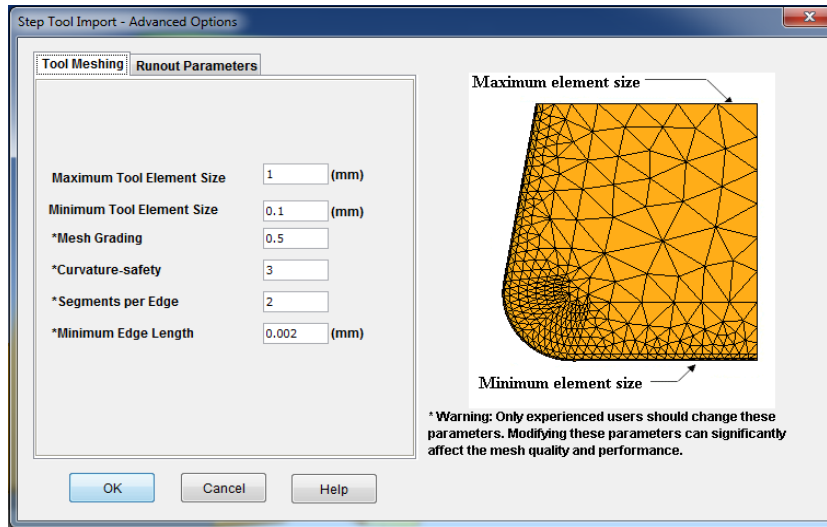 Step Tool Import - Advanced Options
Tool Meshing
Runout Parameters
Maximum Tool Element Size 1 (mm)
Minimum Tool Element Size 0.1 (mm)
*Mesh Grading 0.5
*Curvature-safety 3
*Segments per Edge 2
*Minimum Edge Length 0.002 (mm)
OK
Cancel
Help
Maximum element size
Minimum element size
* Warning: Only experienced users should change these
parameters. Modifying these parameters can significantly
affect the mesh quality and performance.